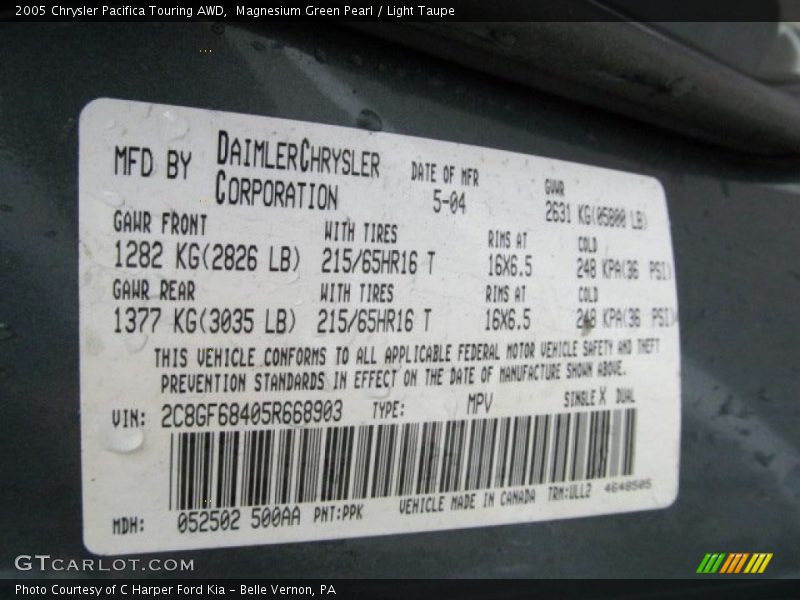 2005 Chrysler Pacifica Touring AWD,  Magnesium Green Pearl / Light Taupe
MFD BY DAIMLERCHRYSLER CORPORATION
DATE OF MFR 5-04
GVWR 2631 KG(05800 LB)
GAWR FRONT WITH TIRES RIMS AT COLD
1282 KG(2826 LB) 215/65HR16 T 16X6.5 248 KPA(36 PSI)
GAWR REAR WITH TIRES RIMS AT COLD
1377 KG(3035 LB) 215/65HR16 T 16X6.5 248 KPA(36 PSI)
THIS VEHICLE CONFORMS TO ALL APPLICABLE FEDERAL MOTOR VEHICLE SAFETY AND THEFT
PREVENTION STANDARDS IN EFFECT ON THE DATE OF MANUFACTURE SHOWN ABOVE.
VIN: 2C8GF68405R668903 TYPE: MPV SINGLE X DUAL
MDH: 052502 500AA PNT:PPK VEHICLE MADE IN CANADA TRM:ULL2 4648505
GTCARLOT.COM
Photo Courtesy of C Harper Ford Kia - Belle Vernon, PA